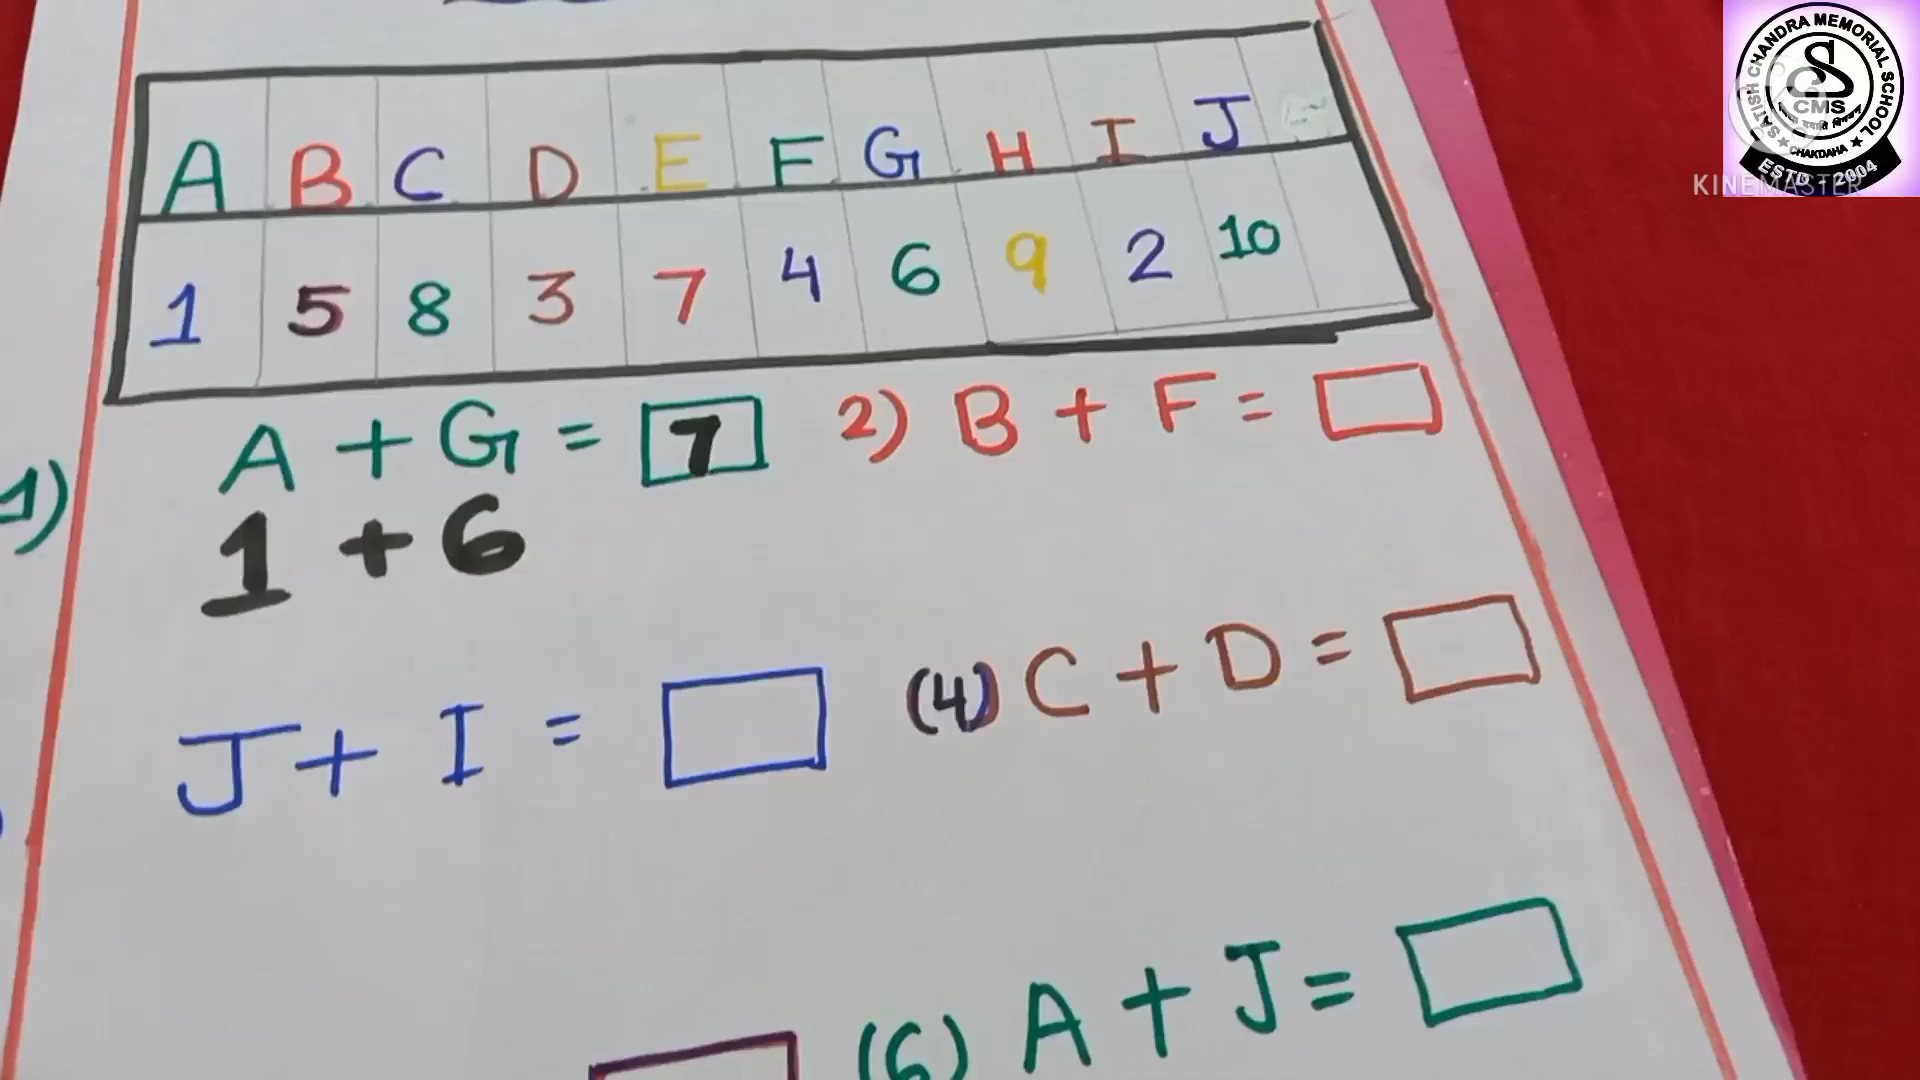 A B C D E F G H I J
1 5 8 3 7 4 6 9 2 10
1) A + G = 7 2) B + F =
1 + 6
J + I = (4) C + D =
(6) A + J =
SATISH CHANDRA MEMORIAL SCHOOL
S
CMS
★ CHAKDAHA ★
ESTD - 2004
KINEMASTER